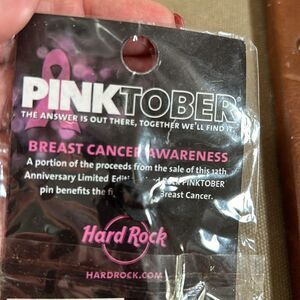 PINKTOBER
THE ANSWER IS OUT THERE, TOGETHER WE'LL FIND IT.
BREAST CANCER AWARENESS
A portion of the proceeds from the sale of this 12th
Anniversary Limited PINKTOBER
pin benefits the Breast Cancer.
Hard Rock
HARDROCK.COM